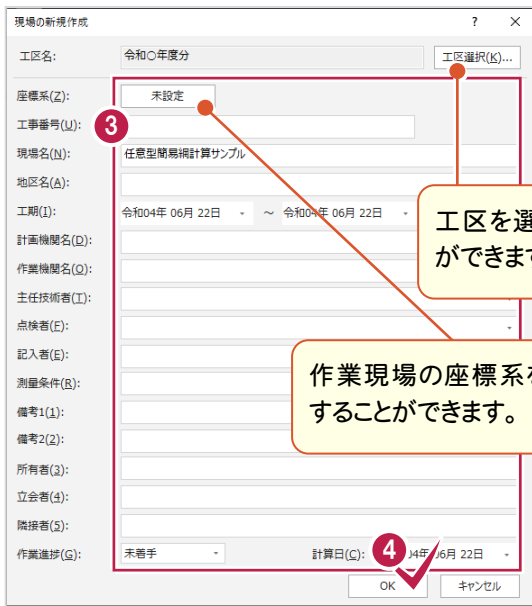 現場の新規作成 ? ×
工区名: 令和○年度分 工区選択(K)...
座標系(Z): 未設定
3
工事番号(U):
現場名(N): 任意型簡易網計算サンプル
地区名(A):
工期(I): 令和04年 06月 22日 ～ 令和04年 06月 22日
工区を選
ができます
計画機関名(D):
作業機関名(O):
主任技術者(T):
点検者(F):
記入者(E):
作業現場の座標系を
することができます。
測量条件(R):
備考1(1):
備考2(2):
所有者(3):
立会者(4):
隣接者(5):
作業進捗(G): 未着手 計算日(C): 4 04年 06月 22日
OK キャンセル